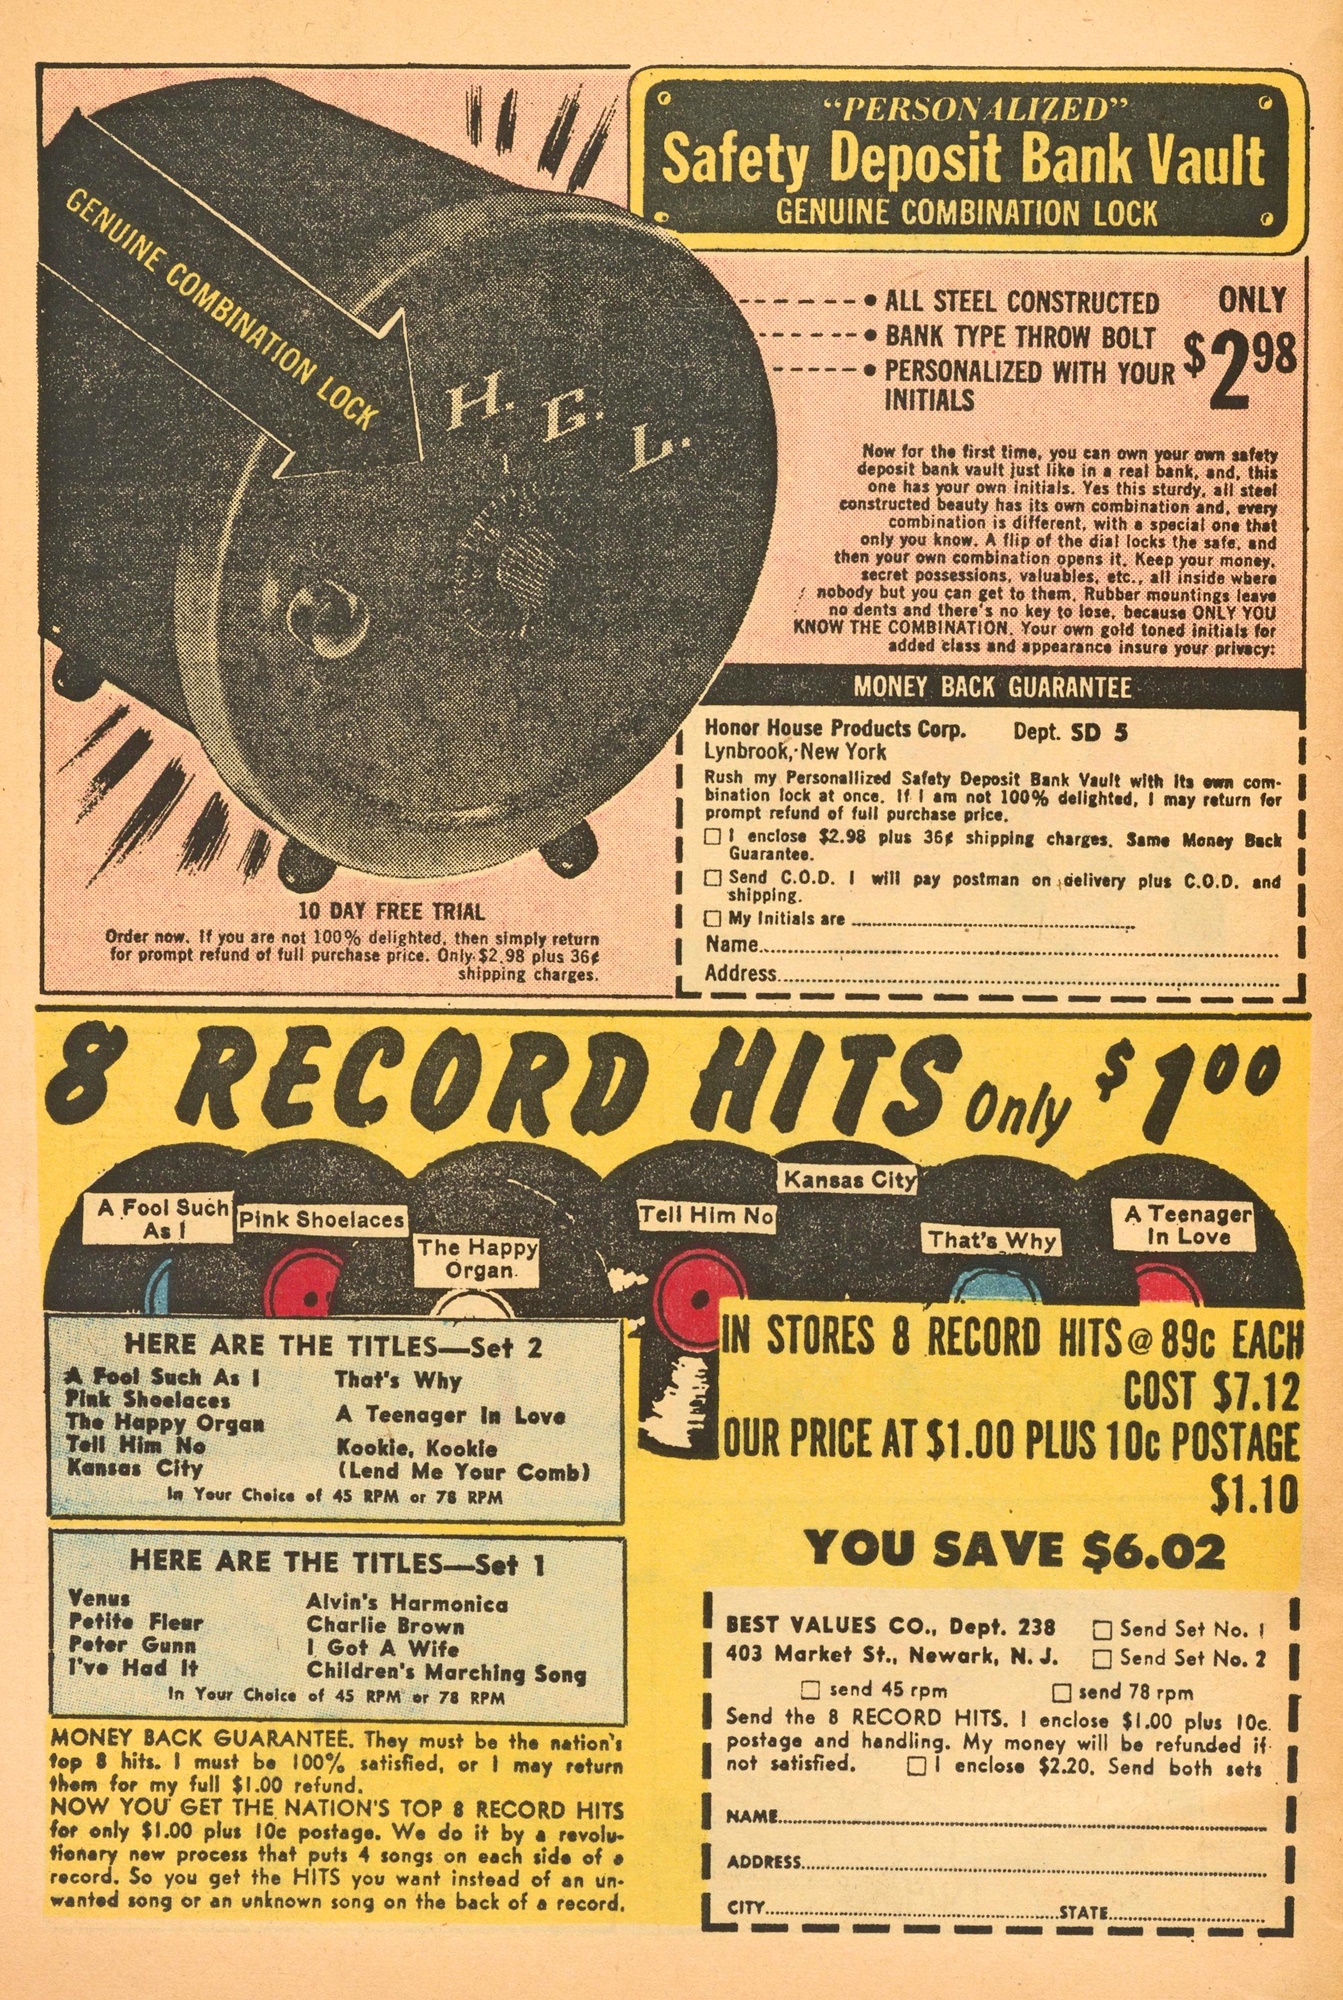 "PERSONALIZED"
Safety Deposit Bank Vault
GENUINE COMBINATION LOCK
GENUINE COMBINATION LOCK
H. G. L.
• ALL STEEL CONSTRUCTED
• BANK TYPE THROW BOLT
• PERSONALIZED WITH YOUR
INITIALS
ONLY
$2.98
Now for the first time, you can own your own safety
deposit bank vault just like in a real bank, and, this
one has your own initials. Yes this sturdy, all steel
constructed beauty has its own combination and, every
combination is different, with a special one that
only you know. A flip of the dial locks the safe, and
then your own combination opens it. Keep your money,
secret possessions, valuables, etc., all inside where
nobody but you can get to them. Rubber mountings leave
no dents and there's no key to lose, because ONLY YOU
KNOW THE COMBINATION. Your own gold toned initials for
added class and appearance insure your privacy:
MONEY BACK GUARANTEE
Honor House Products Corp. Dept. SD 5
Lynbrook, New York
Rush my Personallized Safety Deposit Bank Vault with its own com-
bination lock at once. If I am not 100% delighted, I may return for
prompt refund of full purchase price.
☐ I enclose $2.98 plus 36¢ shipping charges. Same Money Back
Guarantee.
☐ Send C.O.D. I will pay postman on delivery plus C.O.D. and
shipping.
☐ My Initials are
Name
Address
10 DAY FREE TRIAL
Order now. If you are not 100% delighted, then simply return
for prompt refund of full purchase price. Only $2.98 plus 36¢
shipping charges.
8 RECORD HITS Only $1.00
A Fool Such
As I
Pink Shoelaces
The Happy
Organ
Tell Him No
Kansas City
That's Why
A Teenager
In Love
HERE ARE THE TITLES—Set 2
A Fool Such As I
Pink Shoelaces
The Happy Organ
Tell Him No
Kansas City
That's Why
A Teenager In Love
Kookie, Kookie
(Lend Me Your Comb)
In Your Choice of 45 RPM or 78 RPM
IN STORES 8 RECORD HITS @ 89c EACH
COST $7.12
OUR PRICE AT $1.00 PLUS 10c POSTAGE
$1.10
YOU SAVE $6.02
HERE ARE THE TITLES—Set 1
Venus
Petite Fleur
Peter Gunn
I've Had It
Alvin's Harmonica
Charlie Brown
I Got A Wife
Children's Marching Song
In Your Choice of 45 RPM or 78 RPM
MONEY BACK GUARANTEE. They must be the nation's
top 8 hits. I must be 100% satisfied, or I may return
them for my full $1.00 refund.
NOW YOU GET THE NATION'S TOP 8 RECORD HITS
for only $1.00 plus 10c postage. We do it by a revolu-
tionary new process that puts 4 songs on each side of a
record. So you get the HITS you want instead of an un-
wanted song or an unknown song on the back of a record.
BEST VALUES CO., Dept. 238 ☐ Send Set No. 1
403 Market St., Newark, N. J. ☐ Send Set No. 2
☐ send 45 rpm ☐ send 78 rpm
Send the 8 RECORD HITS. I enclose $1.00 plus 10c
postage and handling. My money will be refunded if
not satisfied. ☐ I enclose $2.20. Send both sets
NAME
ADDRESS
CITY STATE